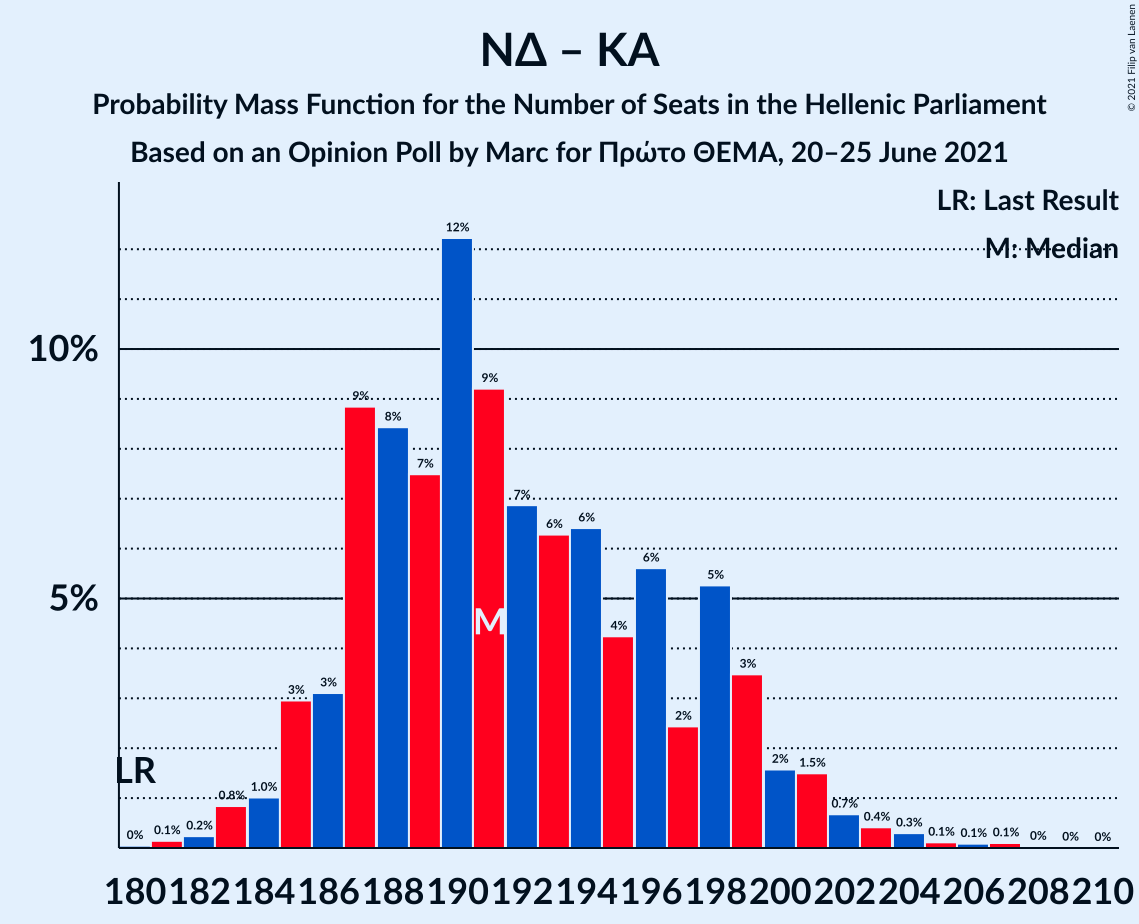 ΝΔ – ΚΑ
Probability Mass Function for the Number of Seats in the Hellenic Parliament
Based on an Opinion Poll by Marc for Πρώτο ΘΕΜΑ, 20–25 June 2021
© 2021 Filip van Laenen
LR: Last Result
M: Median
10%
5%
0% 0.1% 0.2% 0.8% 1.0% 3% 3% 9% 8% 7% 12% 9% 7% 6% 6% 4% 6% 2% 5% 3% 2% 1.5% 0.7% 0.4% 0.3% 0.1% 0.1% 0.1% 0% 0% 0%
LR
M
180 182 184 186 188 190 192 194 196 198 200 202 204 206 208 210